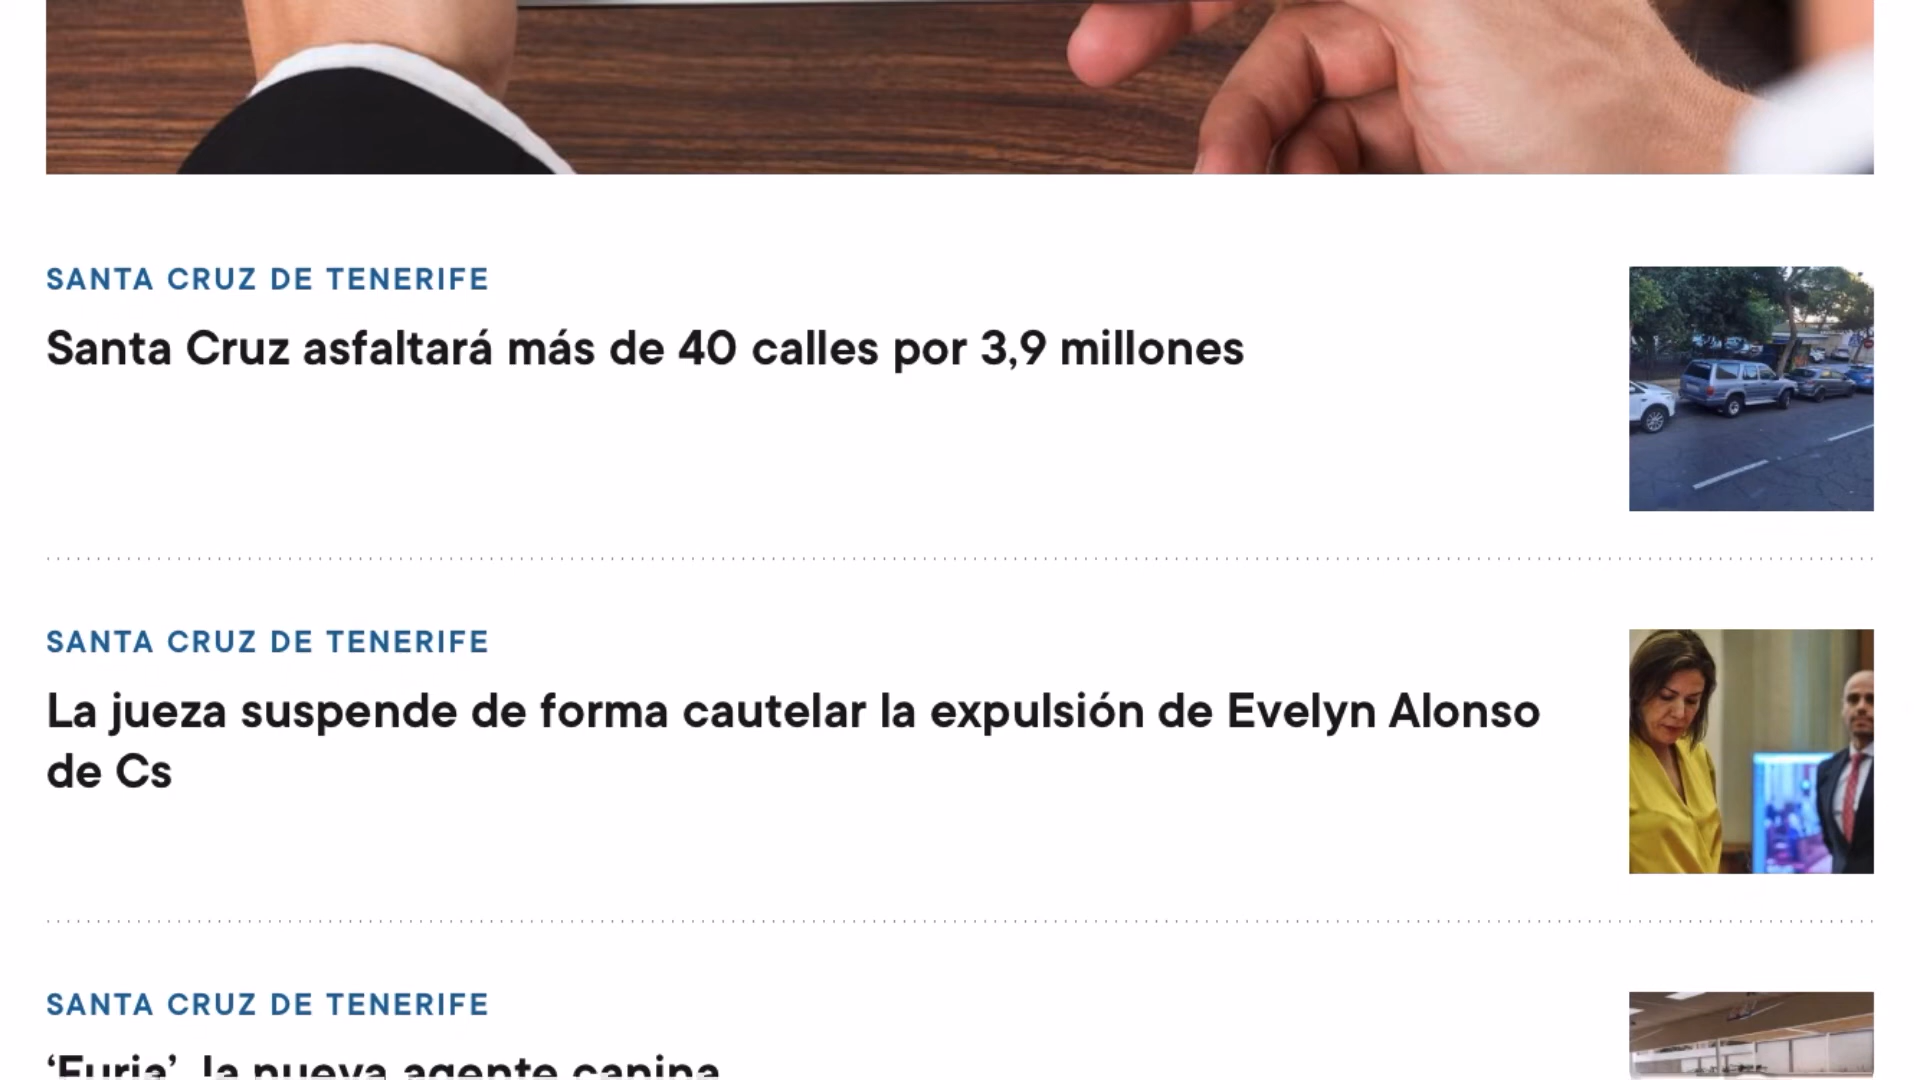 SANTA CRUZ DE TENERIFE
Santa Cruz asfaltará más de 40 calles por 3,9 millones
SANTA CRUZ DE TENERIFE
La jueza suspende de forma cautelar la expulsión de Evelyn Alonso
de Cs
SANTA CRUZ DE TENERIFE
‘Furia’, la nueva agente canina